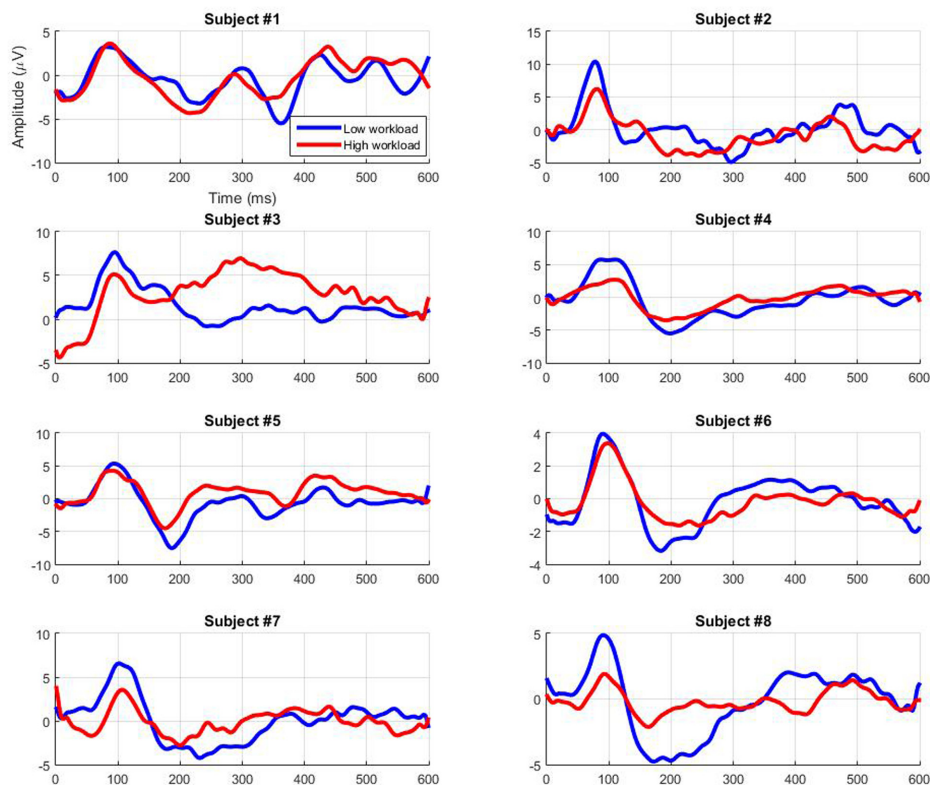 Subject #1
Amplitude (μV)
5
0
-5
-10
Low workload
High workload
0 100 200 300 400 500 600
Time (ms)
Subject #2
15
10
5
0
-5
0 100 200 300 400 500 600
Subject #3
10
5
0
-5
0 100 200 300 400 500 600
Subject #4
10
5
0
-5
-10
0 100 200 300 400 500 600
Subject #5
10
5
0
-5
-10
0 100 200 300 400 500 600
Subject #6
4
2
0
-2
-4
0 100 200 300 400 500 600
Subject #7
10
5
0
-5
0 100 200 300 400 500 600
Subject #8
5
0
-5
0 100 200 300 400 500 600